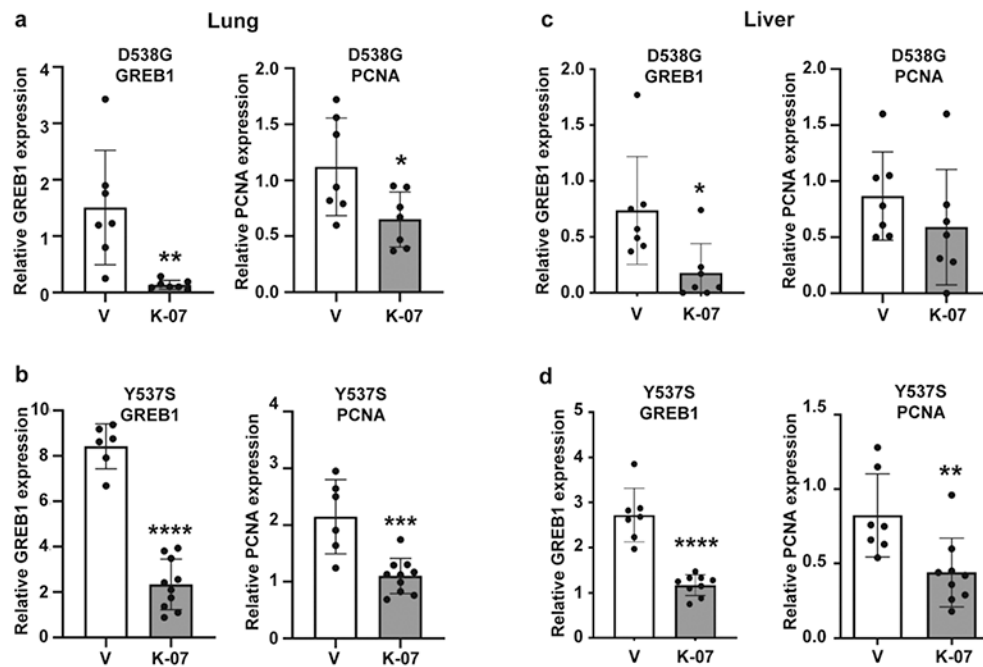 a Lung
D538G
GREB1
Relative GREB1 expression
4
3
2
1
0
**
V K-07
D538G
PCNA
Relative PCNA expression
2.0
1.5
1.0
0.5
0.0
*
V K-07
c Liver
D538G
GREB1
Relative GREB1 expression
2.0
1.5
1.0
0.5
0.0
*
V K-07
D538G
PCNA
Relative PCNA expression
2.0
1.5
1.0
0.5
0.0
V K-07
b
Y537S
GREB1
Relative GREB1 expression
10
8
6
4
2
0
****
V K-07
Y537S
PCNA
Relative PCNA expression
4
3
2
1
0
***
V K-07
d
Y537S
GREB1
Relative GREB1 expression
5
4
3
2
1
0
****
V K-07
Y537S
PCNA
Relative PCNA expression
1.5
1.0
0.5
0.0
**
V K-07